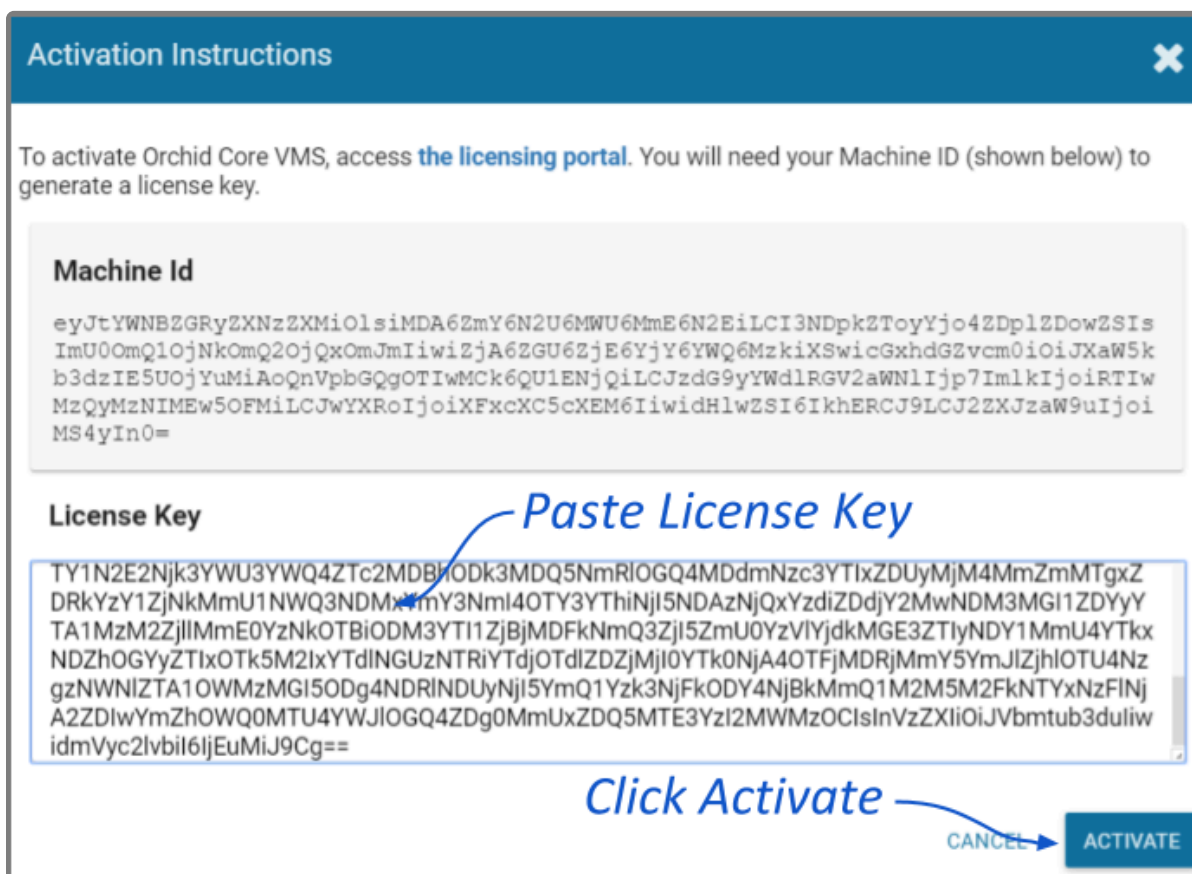 Activation Instructions
To activate Orchid Core VMS, access the licensing portal. You will need your Machine ID (shown below) to
generate a license key.
Machine Id
eyJtYWNBZGRyZXNzZXMiOlsiMDA6ZmY6N2U6MWU6MmE6N2EiLCI3NDpkZToyYjo4ZDplZDowZSIs
ImU0OmQ1OjNkOmQ2OjQxOmJmIiwiZjA6ZGU6ZjE6YjY6YWQ6MzkiXSwicGxhdGZvcm0iOiJXaW5k
b3dzIE5UOjYuMiAoQnVpbGQgOTIwMCk6QU1ENjQiLCJzdG9yYWdlRGV2aWNlIjp7ImlkIjoiRTIw
MzQyMzNIMEw5OFMiLCJwYXRoIjoiXFxcXC5cXEM6IiwidHlwZSI6IkhERCJ9LCJ2ZXJzaW9uIjoi
MS4yIn0=
License Key
Paste License Key
TY1N2E2Njk3YWU3YWQ4ZTc2MDBhODk3MDQ5NmRlOGQ4MDdmNzc3YTIxZDUyMjM4MmZmMTgxZ
DRkYzY1ZjNkMmU1NWQ3NDMxYmY3NmI4OTY3YThiNjI5NDAzNjQxYzdiZDdjY2MwNDM3MGI1ZDYyY
TA1MzM2ZjllMmE0YzNkOTBiODM3YTI1ZjBjMDFkNmQ3ZjI5ZmU0YzVlYjdkMGE3ZTIyNDY1MmU4YTkx
NDZhOGYyZTIxOTk5M2IxYTdlNGUzNTRiYTdjOTdlZDZjMjI0YTk0NjA4OTFjMDRjMmY5YmJlZjhlOTU4Nz
gzNWNlZTA1OWMzMGI5ODg4NDRlNDUyNjI5YmQ1Yzk3NjFkODY4NjBkMmQ1M2M5M2FkNTYxNzFlNj
A2ZDIwYmZhOWQ0MTU4YWJlOGQ4ZDg0MmUxZDQ5MTE3YzI2MWMzOCIsInVzZXIiOiJVbmtub3duIiw
idmVyc2lvbiI6IjEuMiJ9Cg==
Click Activate
CANCEL
ACTIVATE